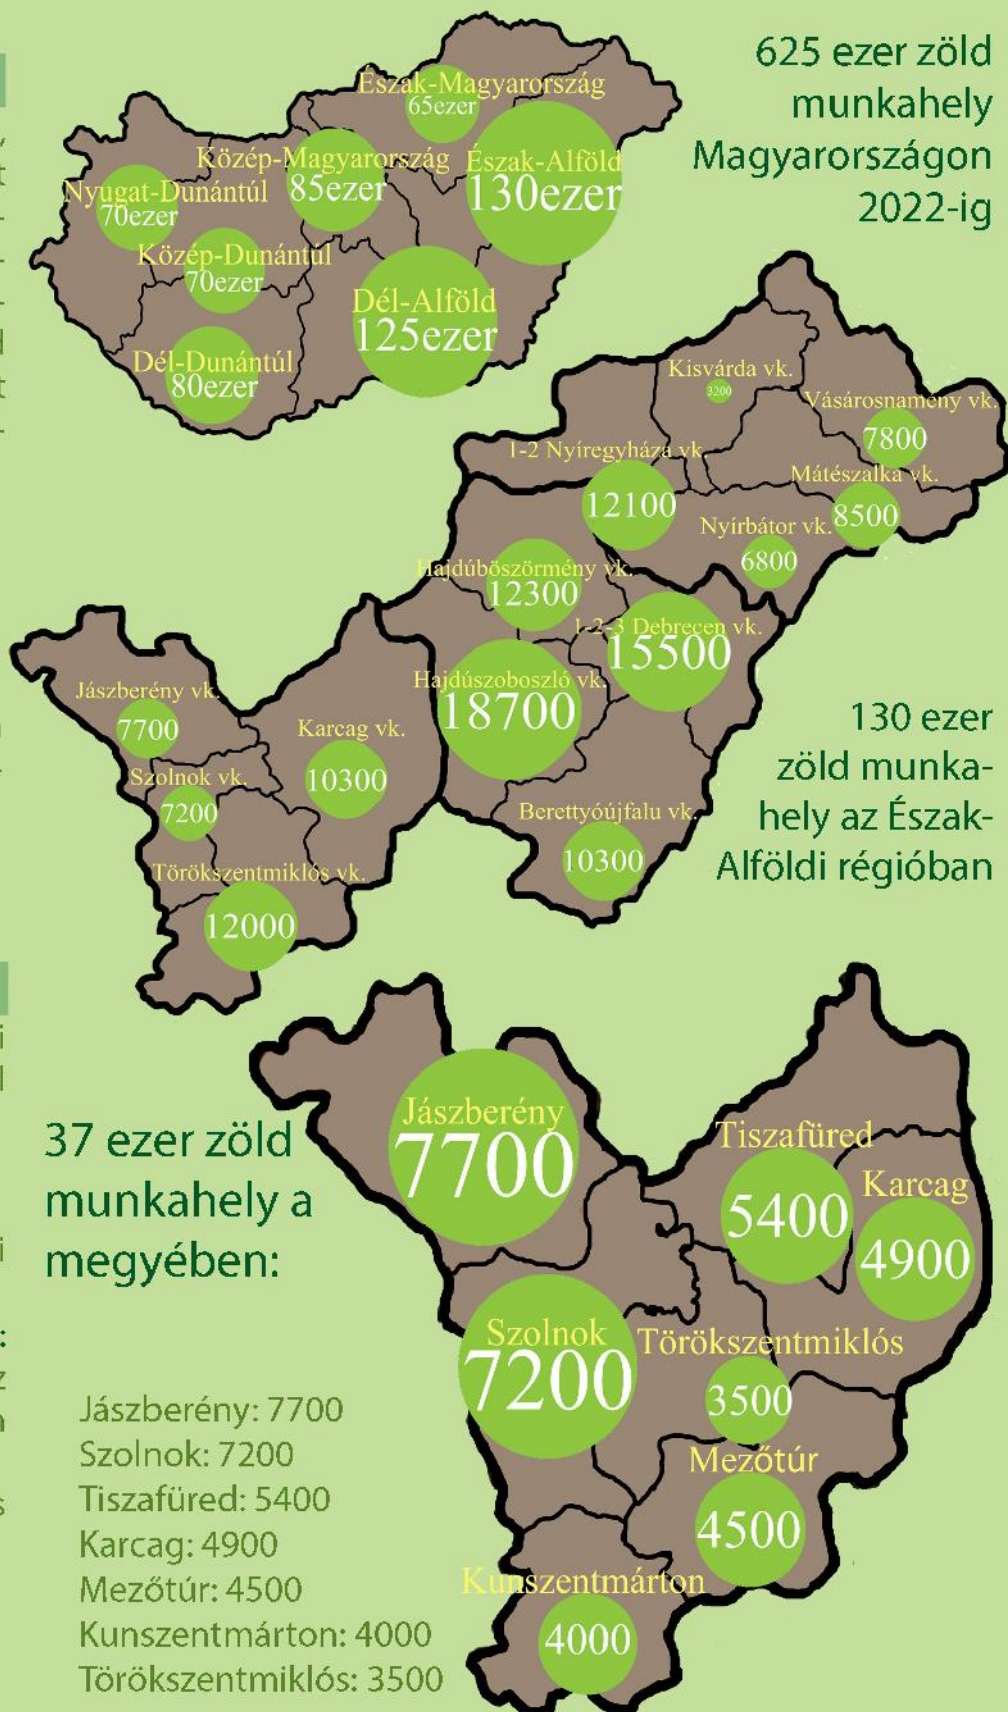 625 ezer zöld
munkahely
Magyarországon
2022-ig
Észak-Magyarország
65ezer
Közép-Magyarország
85ezer
Észak-Alföld
130ezer
Nyugat-Dunántúl
70ezer
Közép-Dunántúl
70ezer
Dél-Alföld
125ezer
Dél-Dunántúl
80ezer
Kisvárda vk.
3200
Vásárosnamény vk.
7800
1-2 Nyíregyháza vk.
12100
Mátészalka vk.
8500
Nyírbátor vk.
6800
Hajdúböszörmény vk.
12300
1-2-3 Debrecen vk.
15500
Hajdúszoboszló vk.
18700
Jászberény vk.
7700
Karcag vk.
10300
Szolnok vk.
7200
Berettyóújfalu vk.
10300
Törökszentmiklós vk.
12000
130 ezer
zöld munka-
hely az Észak-
Alföldi régióban
37 ezer zöld
munkahely a
megyében:
Jászberény
7700
Tiszafüred
5400
Karcag
4900
Szolnok
7200
Törökszentmiklós
3500
Mezőtúr
4500
Kunszentmárton
4000
Jászberény: 7700
Szolnok: 7200
Tiszafüred: 5400
Karcag: 4900
Mezőtúr: 4500
Kunszentmárton: 4000
Törökszentmiklós: 3500